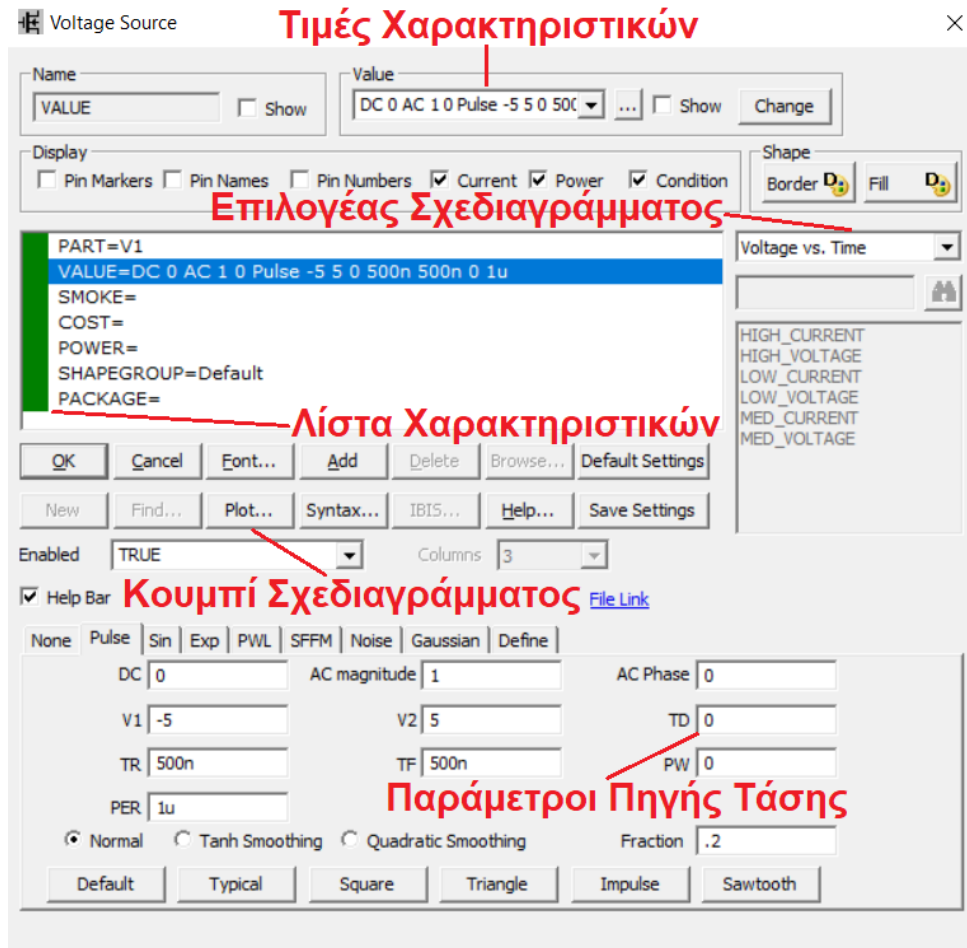 Voltage Source
Τιμές Χαρακτηριστικών
Name
Value
VALUE
Show
DC 0 AC 1 0 Pulse -5 5 0 500
...
Show
Change
Display
Shape
Pin Markers Pin Names Pin Numbers Current Power Condition
Border Fill
Επιλογέας Σχεδιαγράμματος
PART=V1
Voltage vs. Time
VALUE=DC 0 AC 1 0 Pulse -5 5 0 500n 500n 0 1u
SMOKE=
COST=
POWER=
SHAPEGROUP=Default
PACKAGE=
HIGH_CURRENT
HIGH_VOLTAGE
LOW_CURRENT
LOW_VOLTAGE
MED_CURRENT
MED_VOLTAGE
Λίστα Χαρακτηριστικών
OK Cancel Font... Add Delete Browse... Default Settings
New Find... Plot... Syntax... IBIS... Help... Save Settings
Enabled TRUE Columns 3
Help Bar
Κουμπί Σχεδιαγράμματος
File Link
None Pulse Sin Exp PWL SFFM Noise Gaussian Define
DC 0 AC magnitude 1 AC Phase 0
V1 -5 V2 5 TD 0
TR 500n TF 500n PW 0
Παράμετροι Πηγής Τάσης
PER 1u
Normal Tanh Smoothing Quadratic Smoothing Fraction .2
Default Typical Square Triangle Impulse Sawtooth